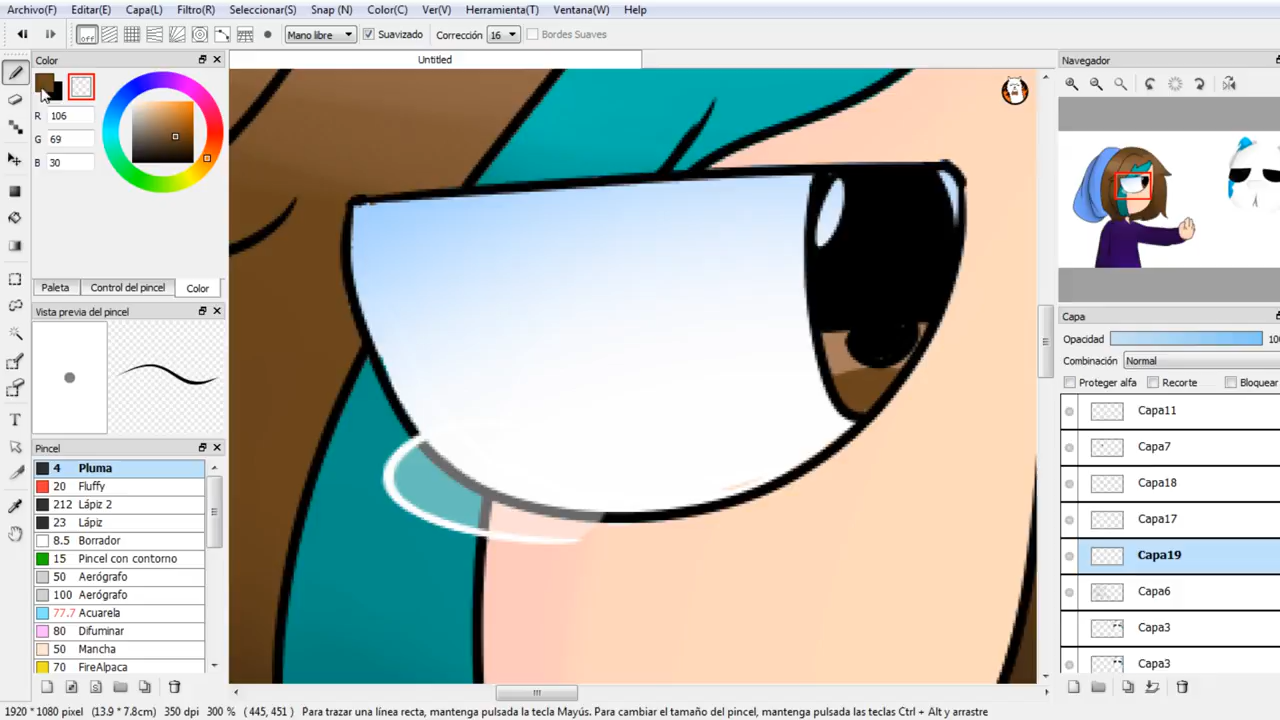 Archivo(F) Editar(E) Capa(L) Filtro(R) Seleccionar(S) Snap (N) Color(C) Ver(V) Herramienta(T) Ventana(W) Help
Off Mano libre Suavizado Corrección 16 Bordes Suaves
Color
Untitled
Navegador
R 106
G 69
B 30
Paleta Control del pincel Color
Vista previa del pincel
Capa
Opacidad 100
Combinación Normal
Proteger alfa Recorte Bloquear
Capa11
Capa7
Capa18
Capa17
Capa19
Capa6
Capa3
Capa3
Pincel
4 Pluma
20 Fluffy
212 Lápiz 2
23 Lápiz
8.5 Borrador
15 Pincel con contorno
50 Aerógrafo
100 Aerógrafo
77.7 Acuarela
80 Difuminar
50 Mancha
70 FireAlpaca
1920 * 1080 pixel (13.9 * 7.8cm) 350 dpi 300 % (445, 451) Para trazar una línea recta, mantenga pulsada la tecla Mayús. Para cambiar el tamaño del pincel, mantenga pulsada las teclas Ctrl + Alt y arrastre